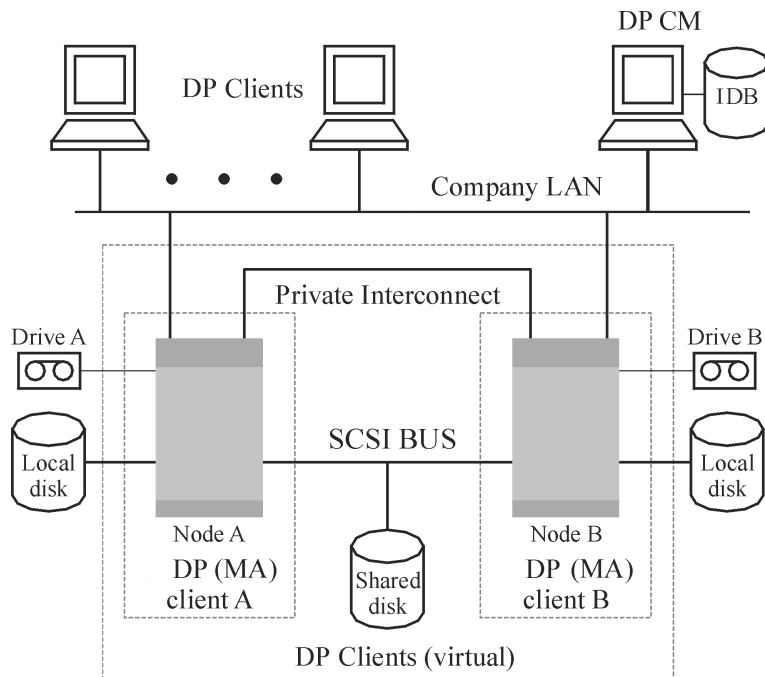 DP CM
DP Clients
IDB
Company LAN
Private Interconnect
Drive A
Drive B
SCSI BUS
Local
disk
Local
disk
Node A
Node B
DP (MA)
client A
Shared
disk
DP (MA)
client B
DP Clients (virtual)